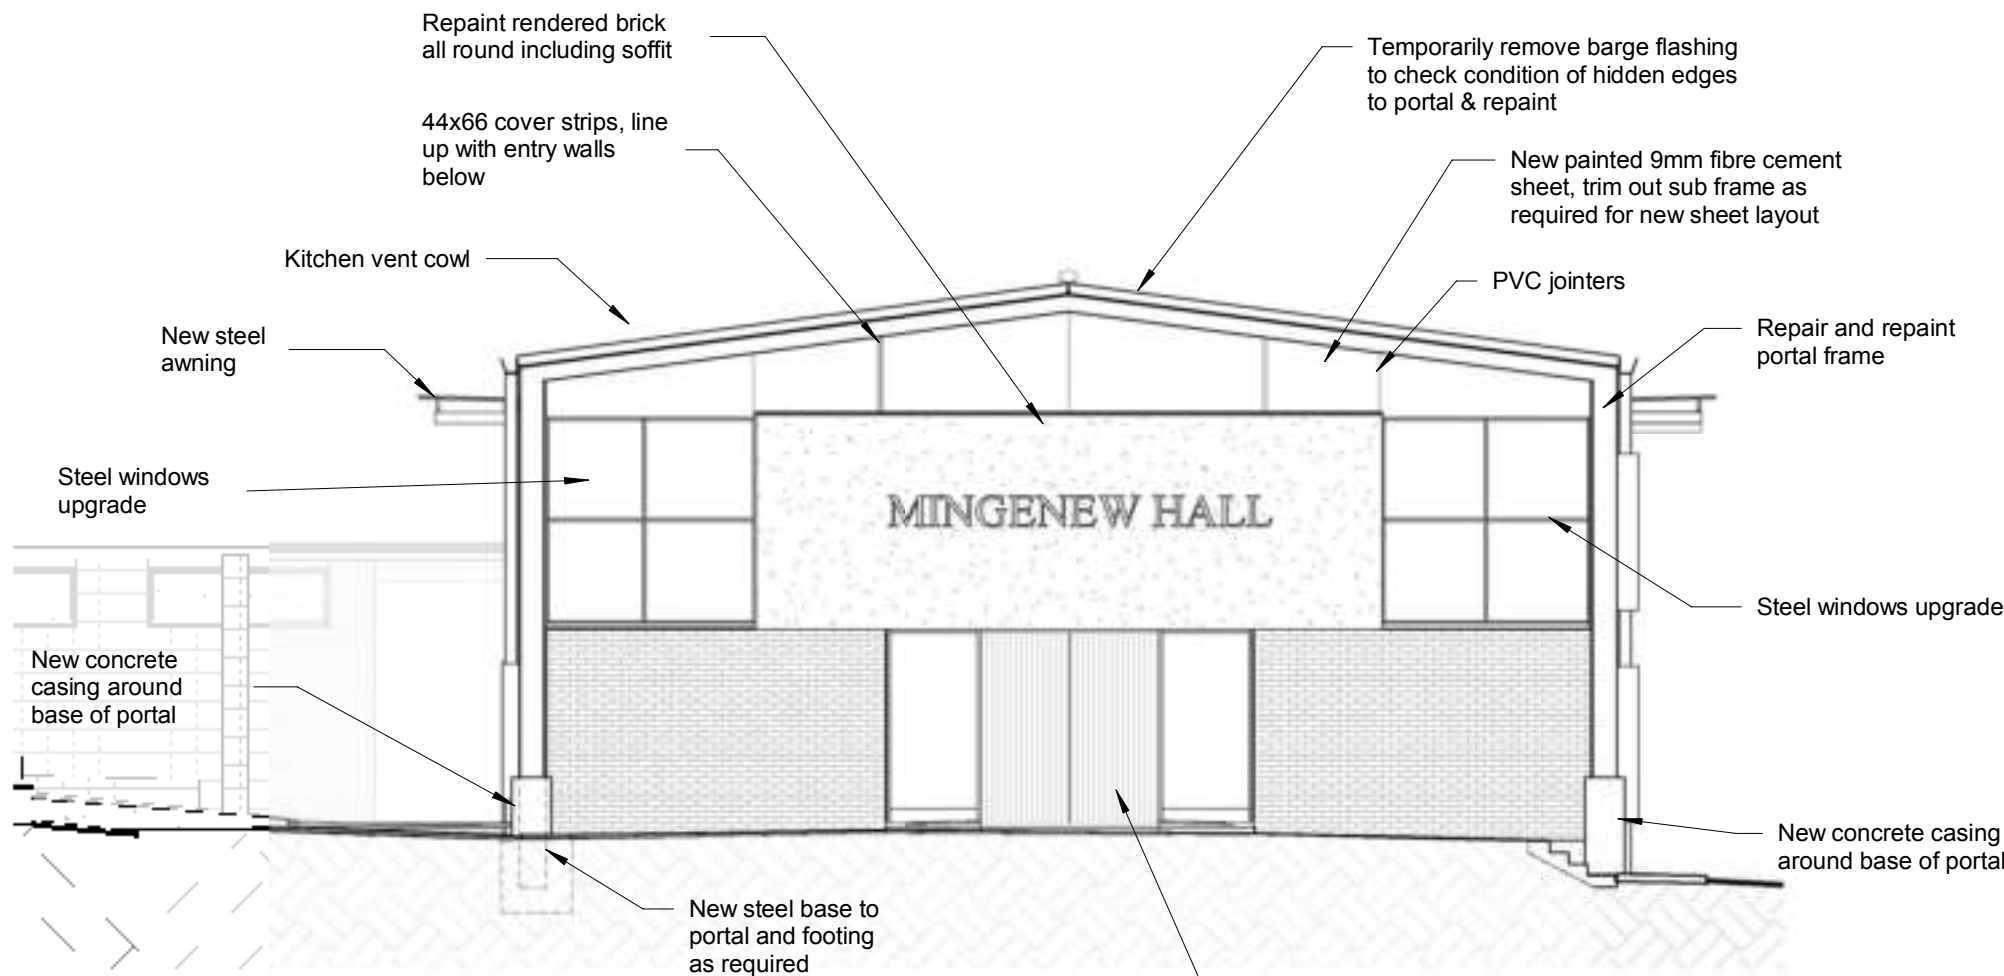 Repaint rendered brick
all round including soffit
Temporarily remove barge flashing
to check condition of hidden edges
to portal & repaint
44x66 cover strips, line
up with entry walls
below
New painted 9mm fibre cement
sheet, trim out sub frame as
required for new sheet layout
Kitchen vent cowl
PVC jointers
New steel
awning
Repair and repaint
portal frame
Steel windows
upgrade
MINGENEW HALL
Steel windows upgrade
New concrete
casing around
base of portal
New concrete casing
around base of portal
New steel base to
portal and footing
as required